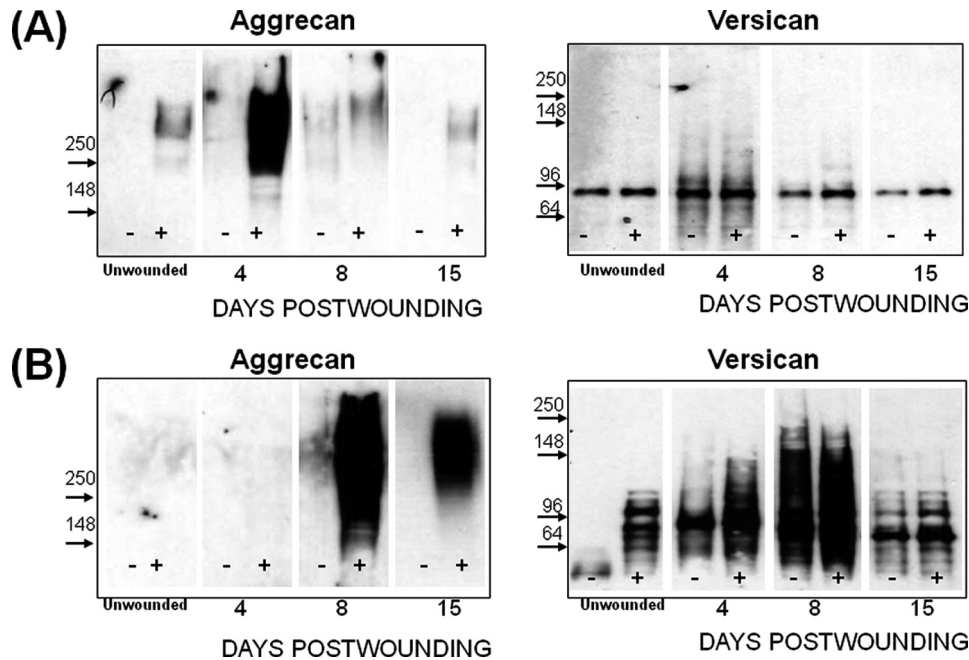 (A)
Aggrecan
Versican
250
148
- + - + - + - +
Unwounded 4 8 15
DAYS POSTWOUNDING
250
148
96
64
- + - + - + - +
Unwounded 4 8 15
DAYS POSTWOUNDING
(B)
Aggrecan
Versican
250
148
- + - + - + - +
Unwounded 4 8 15
DAYS POSTWOUNDING
250
148
96
64
- + - + - + - +
Unwounded 4 8 15
DAYS POSTWOUNDING